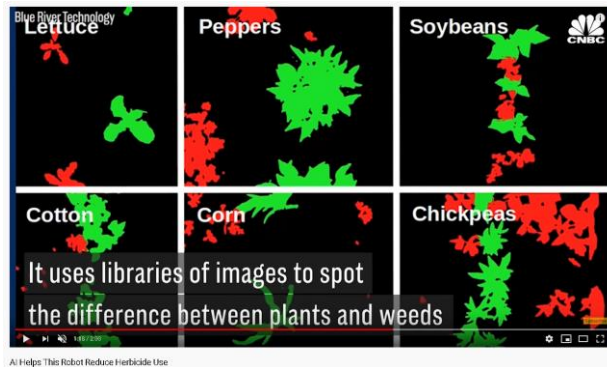 Blue River Technology
Lettuce
Peppers
Soybeans
CNBC
Cotton
Corn
Chickpeas
It uses libraries of images to spot
the difference between plants and weeds
AI Helps This Robot Reduce Herbicide Use